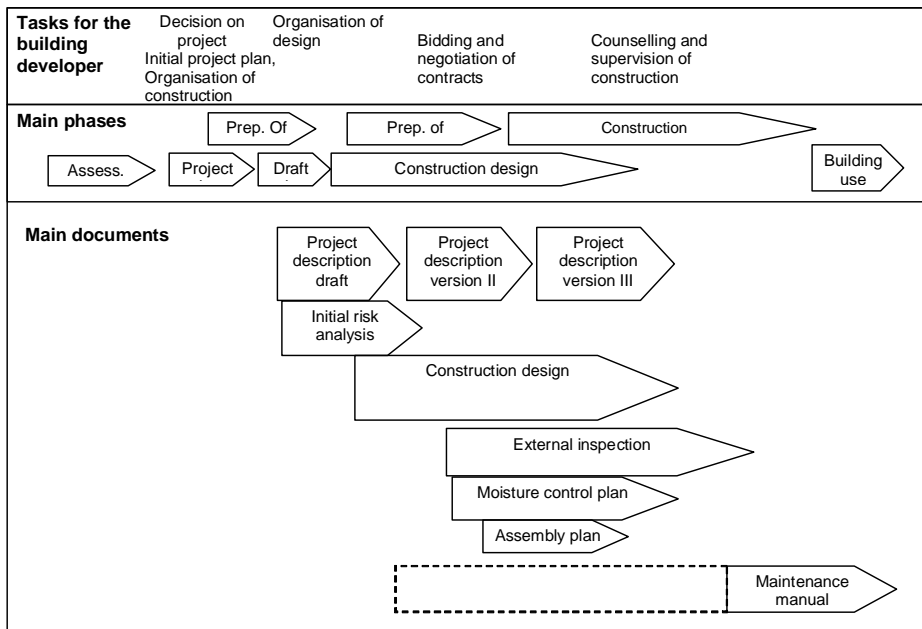 Tasks for the
building
developer
Decision on
project
Initial project plan,
Organisation of
construction
Organisation of
design
Bidding and
negotiation of
contracts
Counselling and
supervision of
construction
Main phases
Prep. Of
Prep. of
Construction
Assess.
Project
Draft
Construction design
Building
use
Main documents
Project
description
draft
Project
description
version II
Project
description
version III
Initial risk
analysis
Construction design
External inspection
Moisture control plan
Assembly plan
Maintenance
manual